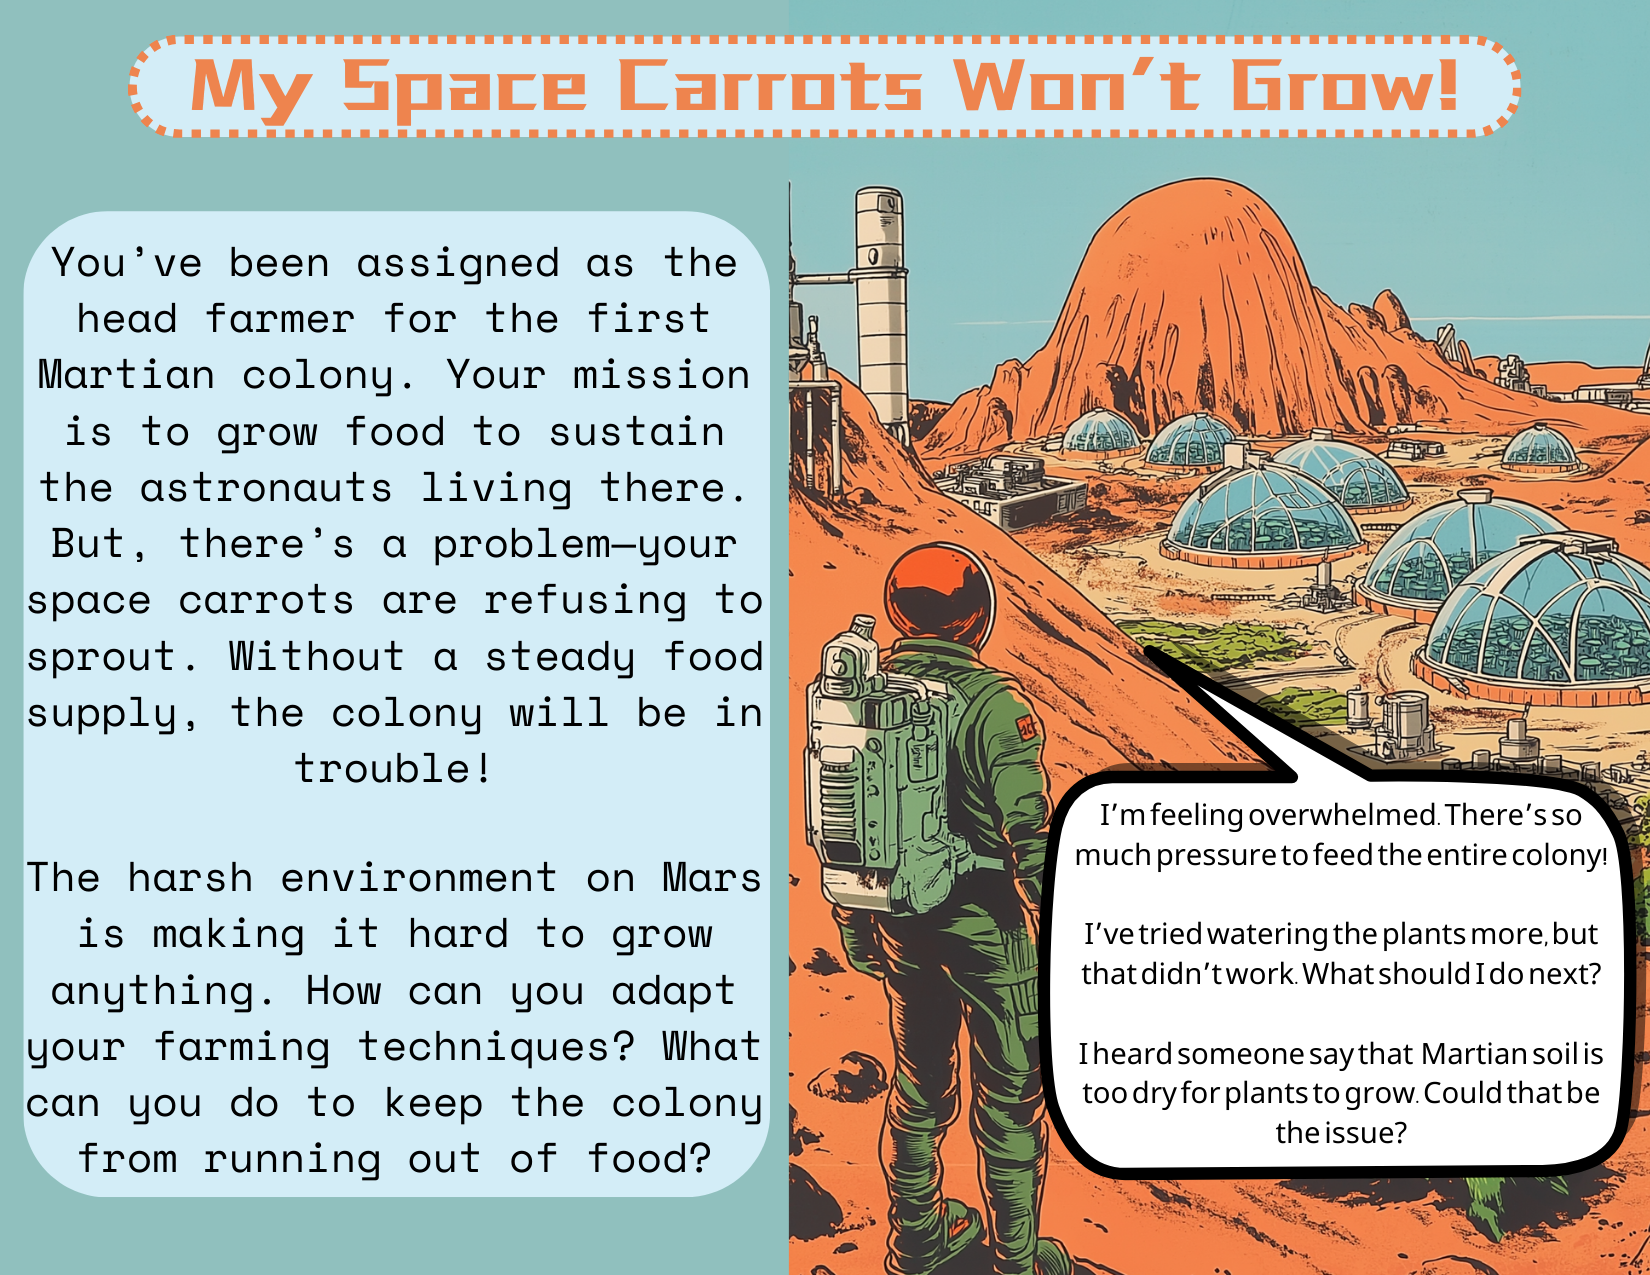 My Space Carrots Won’t Grow!
You’ve been assigned as the
head farmer for the first
Martian colony. Your mission
is to grow food to sustain
the astronauts living there.
But, there’s a problem—your
space carrots are refusing to
sprout. Without a steady food
supply, the colony will be in
trouble!
The harsh environment on Mars
is making it hard to grow
anything. How can you adapt
your farming techniques? What
can you do to keep the colony
from running out of food?
I’m feeling overwhelmed. There’s so
much pressure to feed the entire colony!
I’ve tried watering the plants more, but
that didn’t work. What should I do next?
I heard someone say that Martian soil is
too dry for plants to grow. Could that be
the issue?